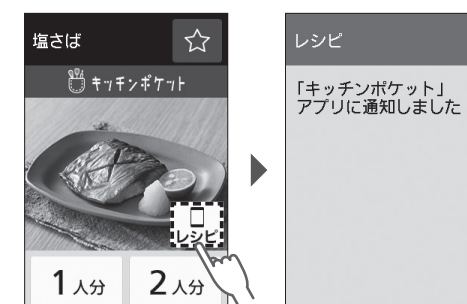 塩さば
キッチンポケット
レシピ
1人分
2人分
レシピ
「キッチンポケット」
アプリに通知しました